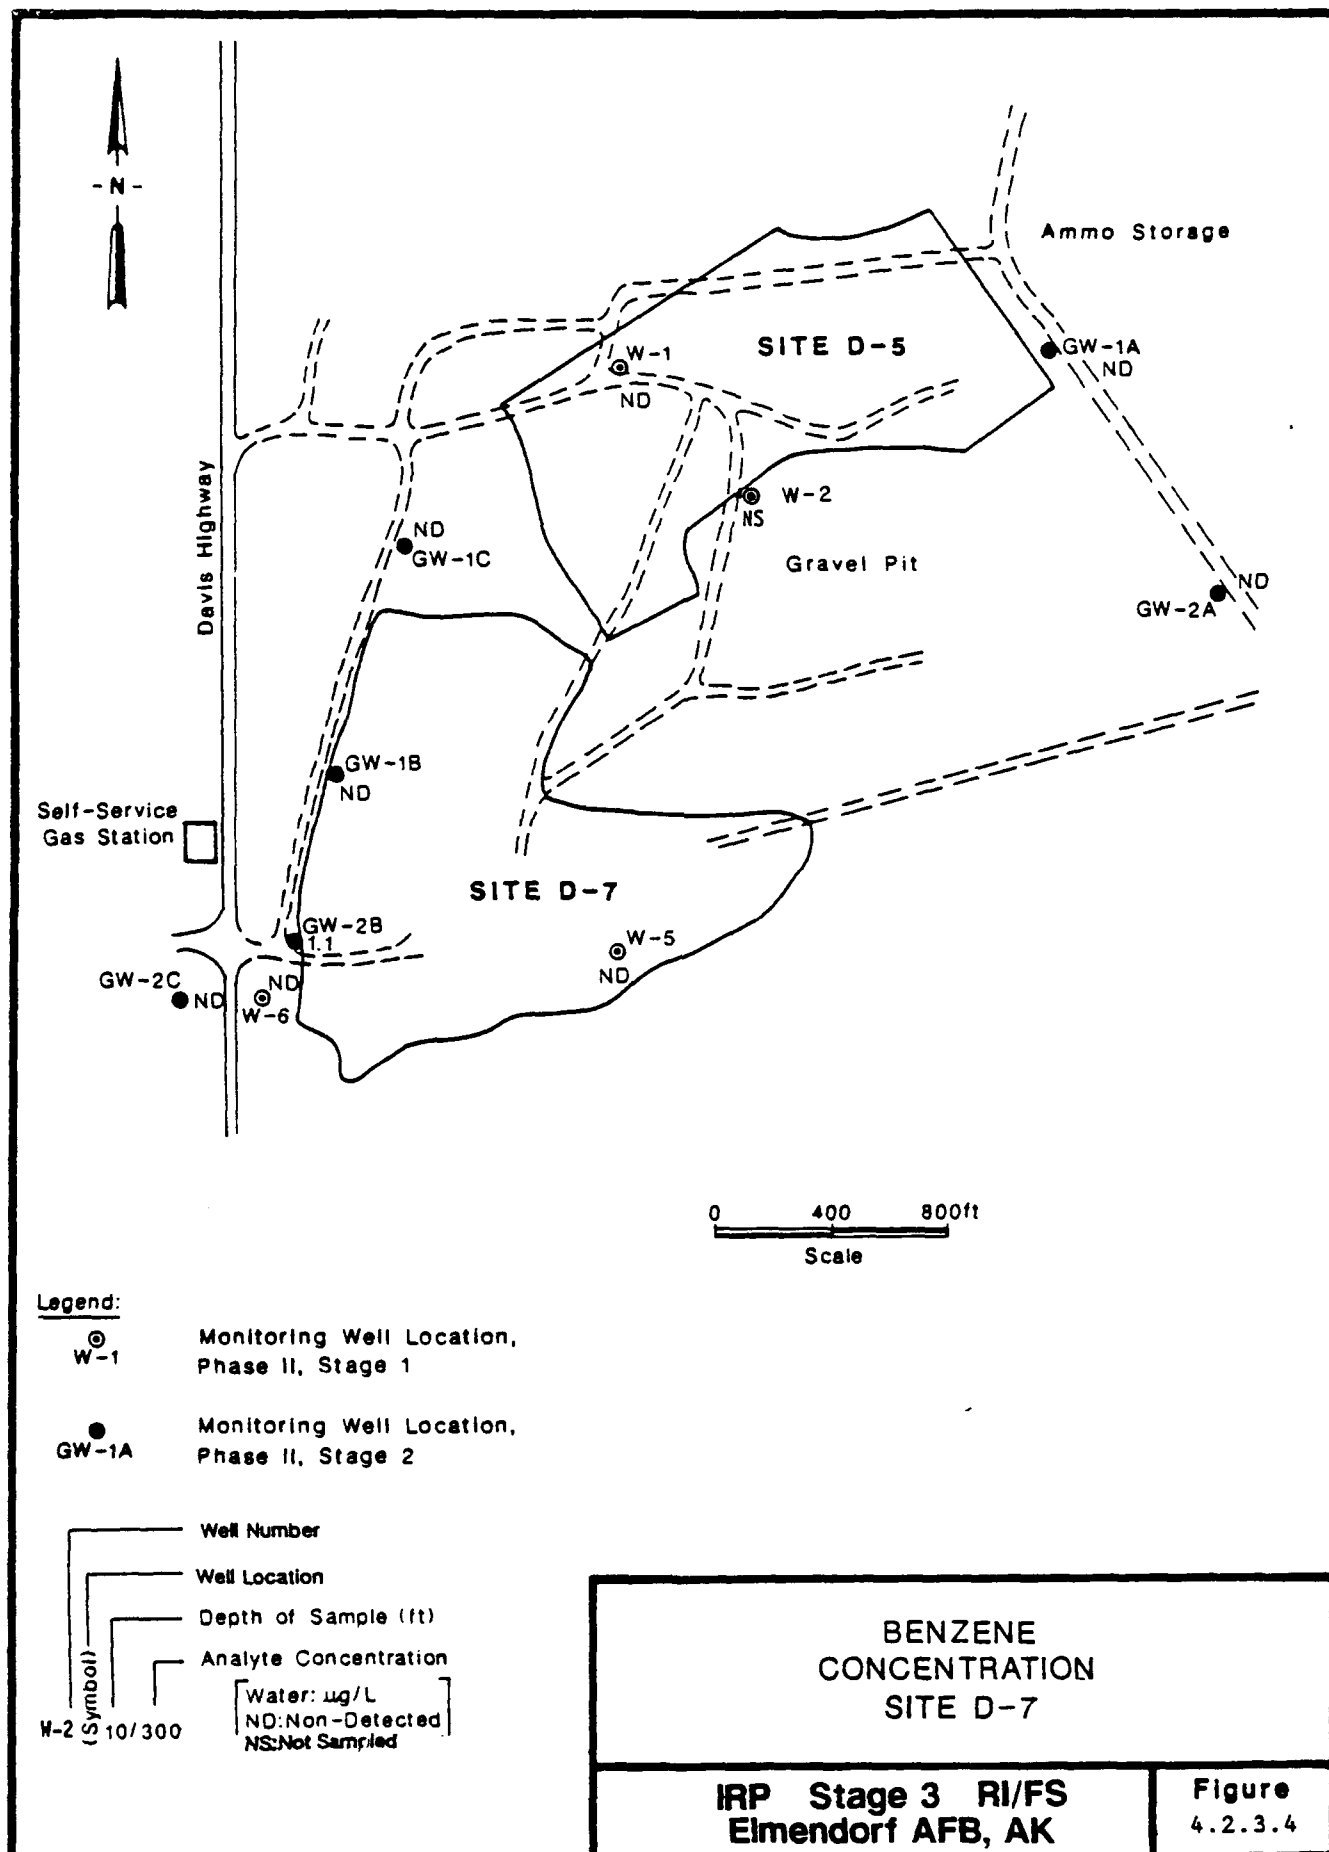 - N -
Ammo Storage
SITE D-5
W-1
ND
GW-1A
ND
W-2
NS
Gravel Pit
ND
GW-1C
Davis Highway
ND
GW-2A
GW-1B
ND
Self-Service
Gas Station
SITE D-7
GW-2B
1.1
W-5
ND
GW-2C
ND
ND
W-6
0 400 800ft
Scale
Legend:
W-1
Monitoring Well Location,
Phase II, Stage 1
GW-1A
Monitoring Well Location,
Phase II, Stage 2
Well Number
Well Location
Depth of Sample (ft)
Analyte Concentration
Water: µg/L
ND:Non-Detected
NS:Not Sampled
W-2 (Symbol) 10/300
BENZENE
CONCENTRATION
SITE D-7
IRP Stage 3 RI/FS
Elmendorf AFB, AK
Figure
4.2.3.4